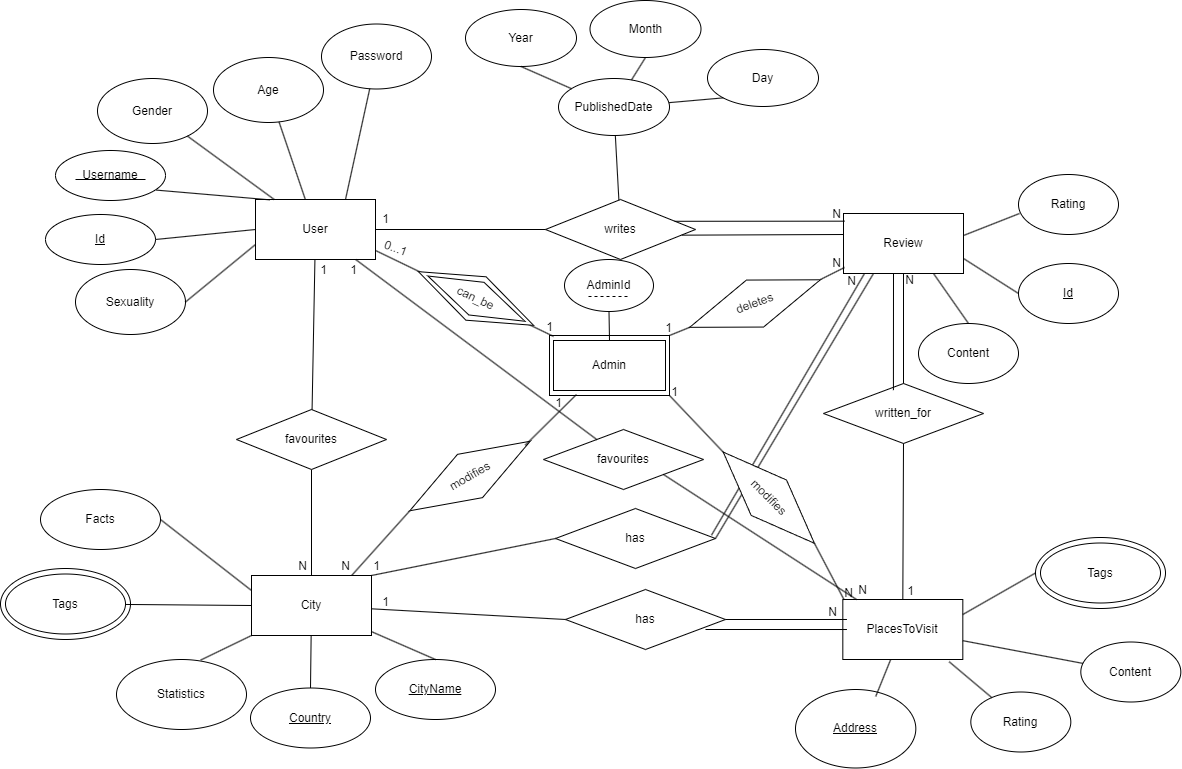 Year
Month
Day
PublishedDate
Password
Age
Gender
Username
Id
Sexuality
User
1
writes
N
Review
Rating
Id
Content
0...1
can_be
1
1
AdminId
Admin
1
1
deletes
N
N
N
1
1
favourites
modifies
favourites
modifies
written_for
has
has
Facts
Tags
Statistics
Country
CityName
City
N
N
1
1
N
N
N
1
PlacesToVisit
Tags
Content
Rating
Address